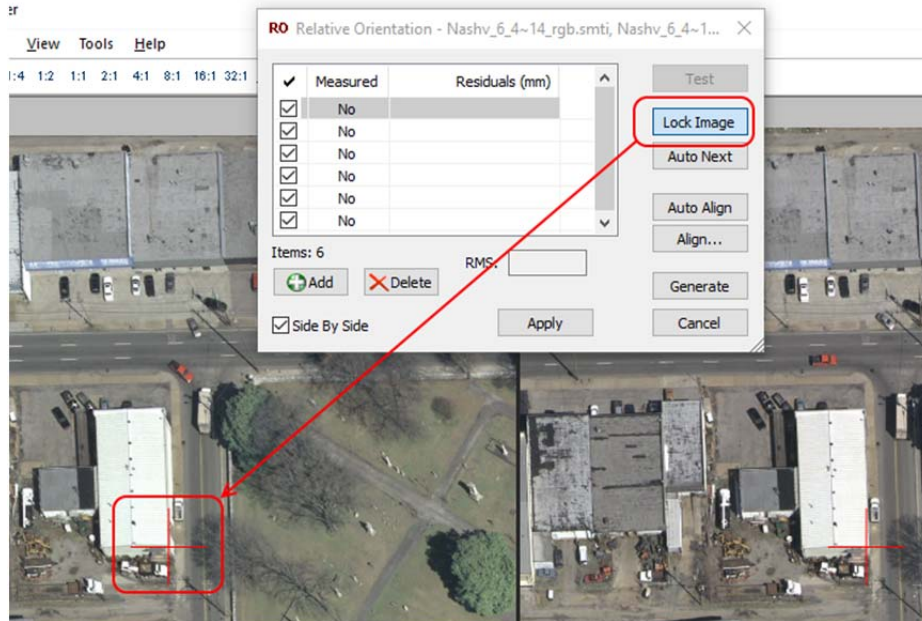 er
RO Relative Orientation - Nashv_6_4~14_rgb.smti, Nashv_6_4~1...
View Tools Help
1:4 1:2 1:1 2:1 4:1 8:1 16:1 32:1
Measured Residuals (mm)
No
No
No
No
No
No
Items: 6
Add Delete
RMS:
Side By Side
Apply
Test
Lock Image
Auto Next
Auto Align
Align...
Generate
Cancel